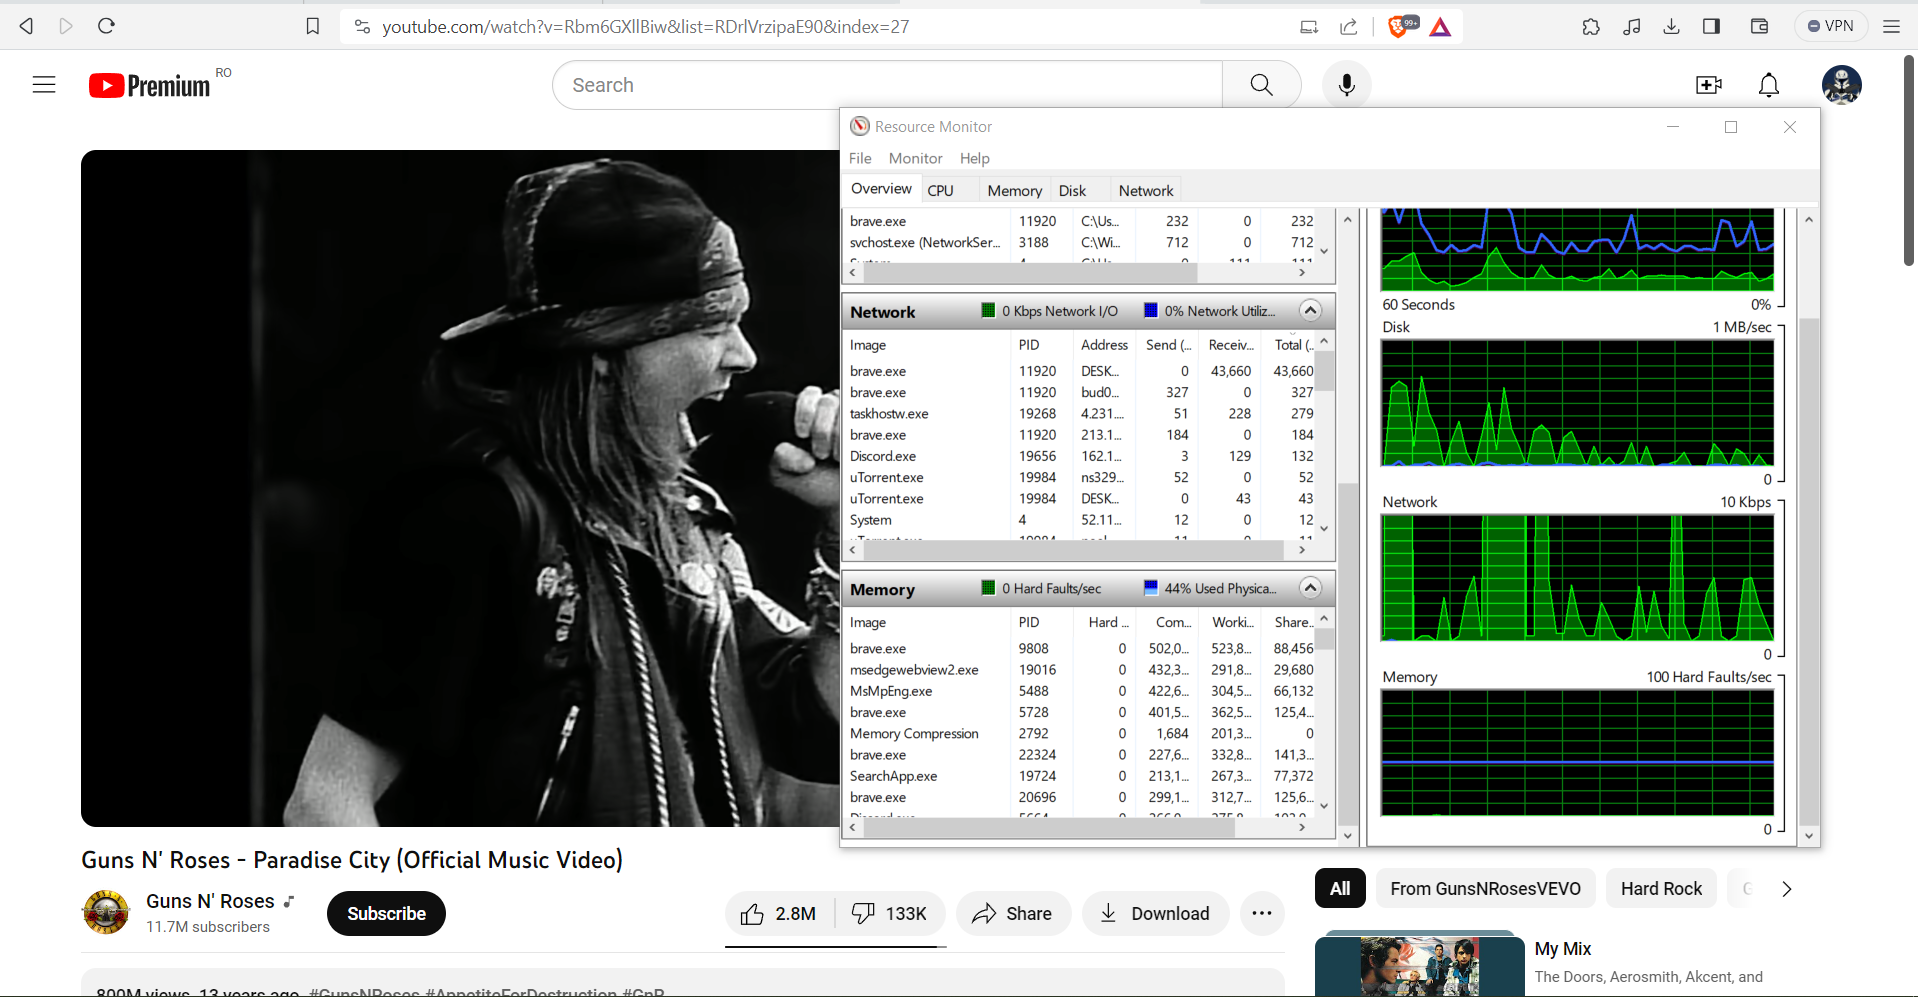 youtube.com/watch?v=Rbm6GXllBiw&list=RDrlVrzipaE90&index=27
99+
VPN
Premium RO
Search
Resource Monitor
File Monitor Help
Overview CPU Memory Disk Network
brave.exe 11920 C:\Us... 232 0 232
svchost.exe (NetworkSer... 3188 C:\Wi... 712 0 712
Network 0 Kbps Network I/O 0% Network Utiliz...
Image PID Address Send (... Receiv... Total (...
brave.exe 11920 DESK... 0 43,660 43,660
brave.exe 11920 bud0... 327 0 327
taskhostw.exe 19268 4.231.... 51 228 279
brave.exe 11920 213.1... 184 0 184
Discord.exe 19656 162.1... 3 129 132
uTorrent.exe 19984 ns329... 52 0 52
uTorrent.exe 19984 DESK... 0 43 43
System 4 52.11... 12 0 12
Memory 0 Hard Faults/sec 44% Used Physica...
Image PID Hard ... Com... Worki... Share...
brave.exe 9808 0 502,0... 523,8... 88,456
msedgewebview2.exe 19016 0 432,3... 291,8... 29,680
MsMpEng.exe 5488 0 422,6... 304,5... 66,132
brave.exe 5728 0 401,5... 362,5... 125,4...
Memory Compression 2792 0 1,684 201,3... 0
brave.exe 22324 0 227,6... 332,8... 141,3...
SearchApp.exe 19724 0 213,1... 267,3... 77,372
brave.exe 20696 0 299,1... 312,7... 125,6...
60 Seconds 0%
Disk 1 MB/sec
0
Network 10 Kbps
0
Memory 100 Hard Faults/sec
0
Guns N' Roses - Paradise City (Official Music Video)
Guns N' Roses
11.7M subscribers
Subscribe
2.8M 133K Share Download ...
800M views 13 years ago #GunsNRoses #AppetiteForDestruction #GnR
All From GunsNRosesVEVO Hard Rock
My Mix
The Doors, Aerosmith, Akcent, and